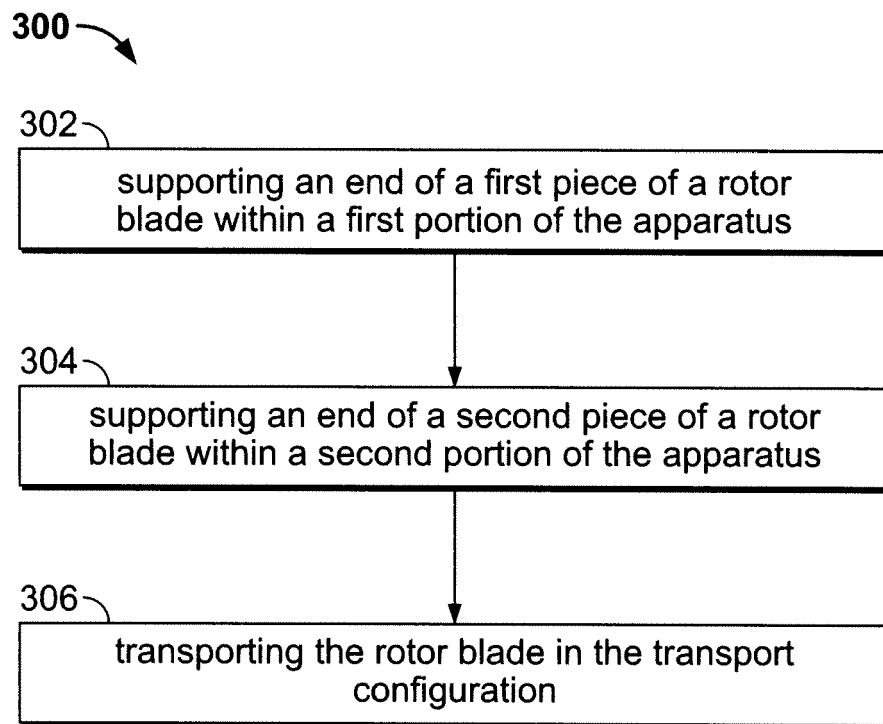 300
302
supporting an end of a first piece of a rotor
blade within a first portion of the apparatus
304
supporting an end of a second piece of a rotor
blade within a second portion of the apparatus
306
transporting the rotor blade in the transport
configuration